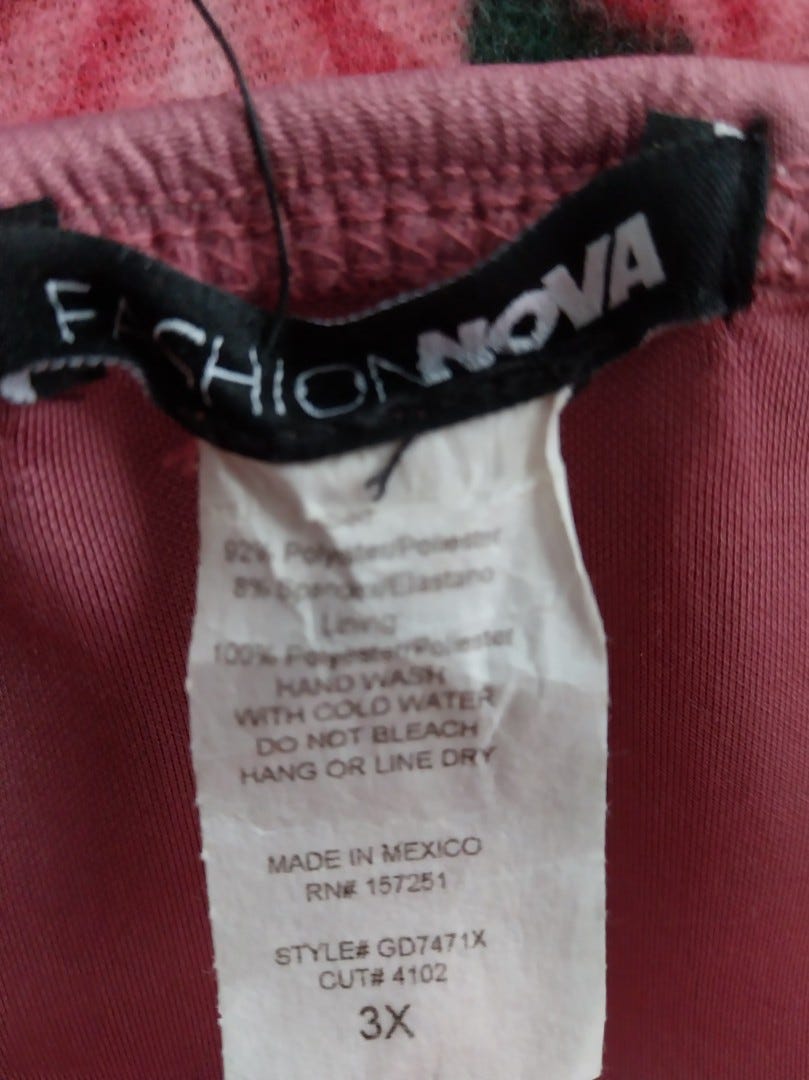 FASHIONNOVA
92% Polyester/Poliester
8% Spandex/Elastano
Lining:
100% Polyester/Poliester
HAND WASH
WITH COLD WATER
DO NOT BLEACH
HANG OR LINE DRY
MADE IN MEXICO
RN# 157251
STYLE# GD7471X
CUT# 4102
3X